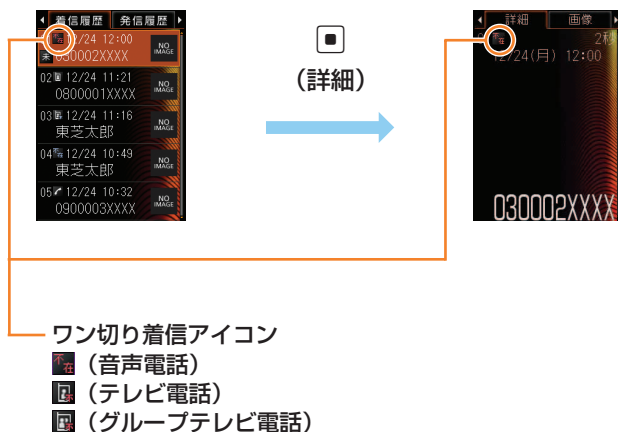 着信履歴 発信履歴
12/24 12:00
未 030002XXXX
NO IMAGE
02 12/24 11:21
0800001XXXX
NO IMAGE
03 12/24 11:16
東芝太郎
NO IMAGE
04 12/24 10:49
東芝太郎
NO IMAGE
05 12/24 10:32
0900003XXXX
NO IMAGE
(詳細)
詳細 画像
不在 2秒
12/24(月) 12:00
030002XXXX
ワン切り着信アイコン
不在(音声電話)
(テレビ電話)
(グループテレビ電話)